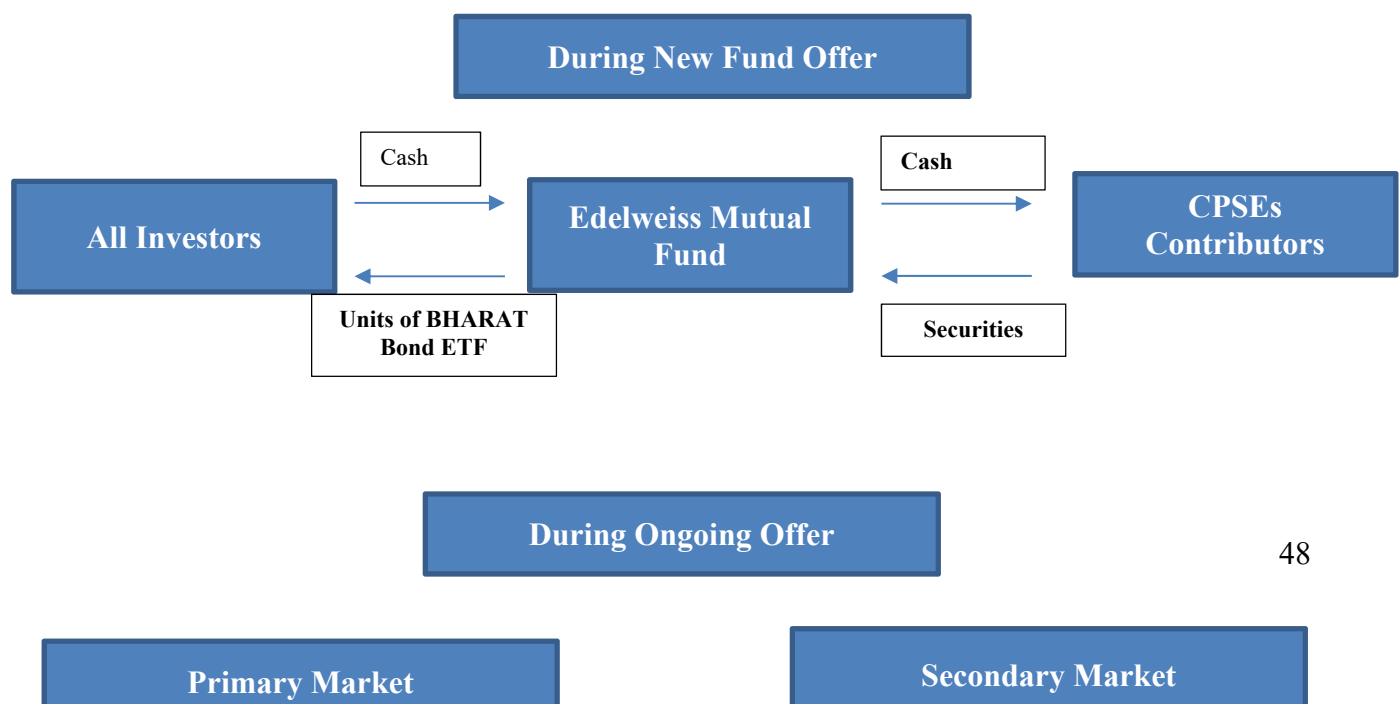 During New Fund Offer
Cash
Cash
All Investors
Edelweiss Mutual
Fund
CPSEs
Contributors
Units of BHARAT
Bond ETF
Securities
During Ongoing Offer
48
Primary Market
Secondary Market